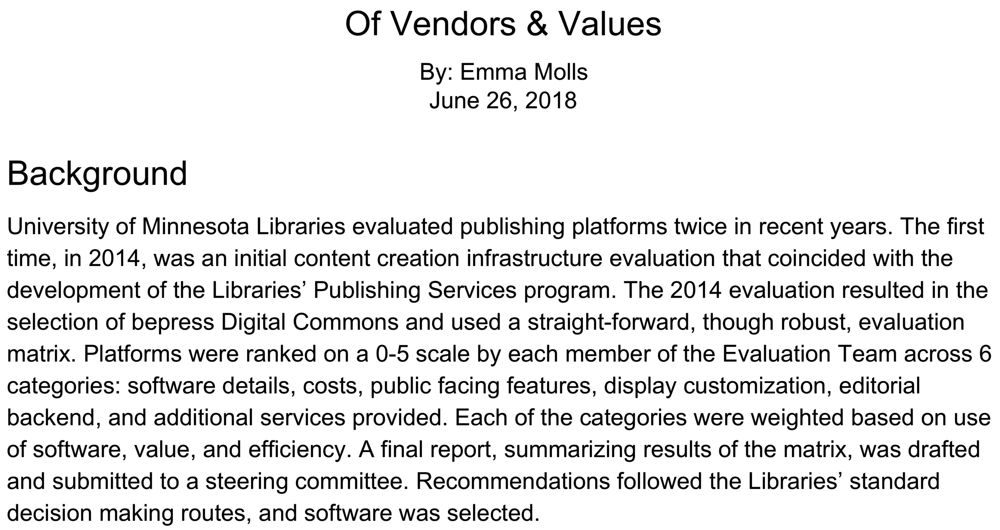 Of Vendors & Values
By: Emma Molls
June 26, 2018
Background
University of Minnesota Libraries evaluated publishing platforms twice in recent years. The first
time, in 2014, was an initial content creation infrastructure evaluation that coincided with the
development of the Libraries’ Publishing Services program. The 2014 evaluation resulted in the
selection of bepress Digital Commons and used a straight-forward, though robust, evaluation
matrix. Platforms were ranked on a 0-5 scale by each member of the Evaluation Team across 6
categories: software details, costs, public facing features, display customization, editorial
backend, and additional services provided. Each of the categories were weighted based on use
of software, value, and efficiency. A final report, summarizing results of the matrix, was drafted
and submitted to a steering committee. Recommendations followed the Libraries’ standard
decision making routes, and software was selected.